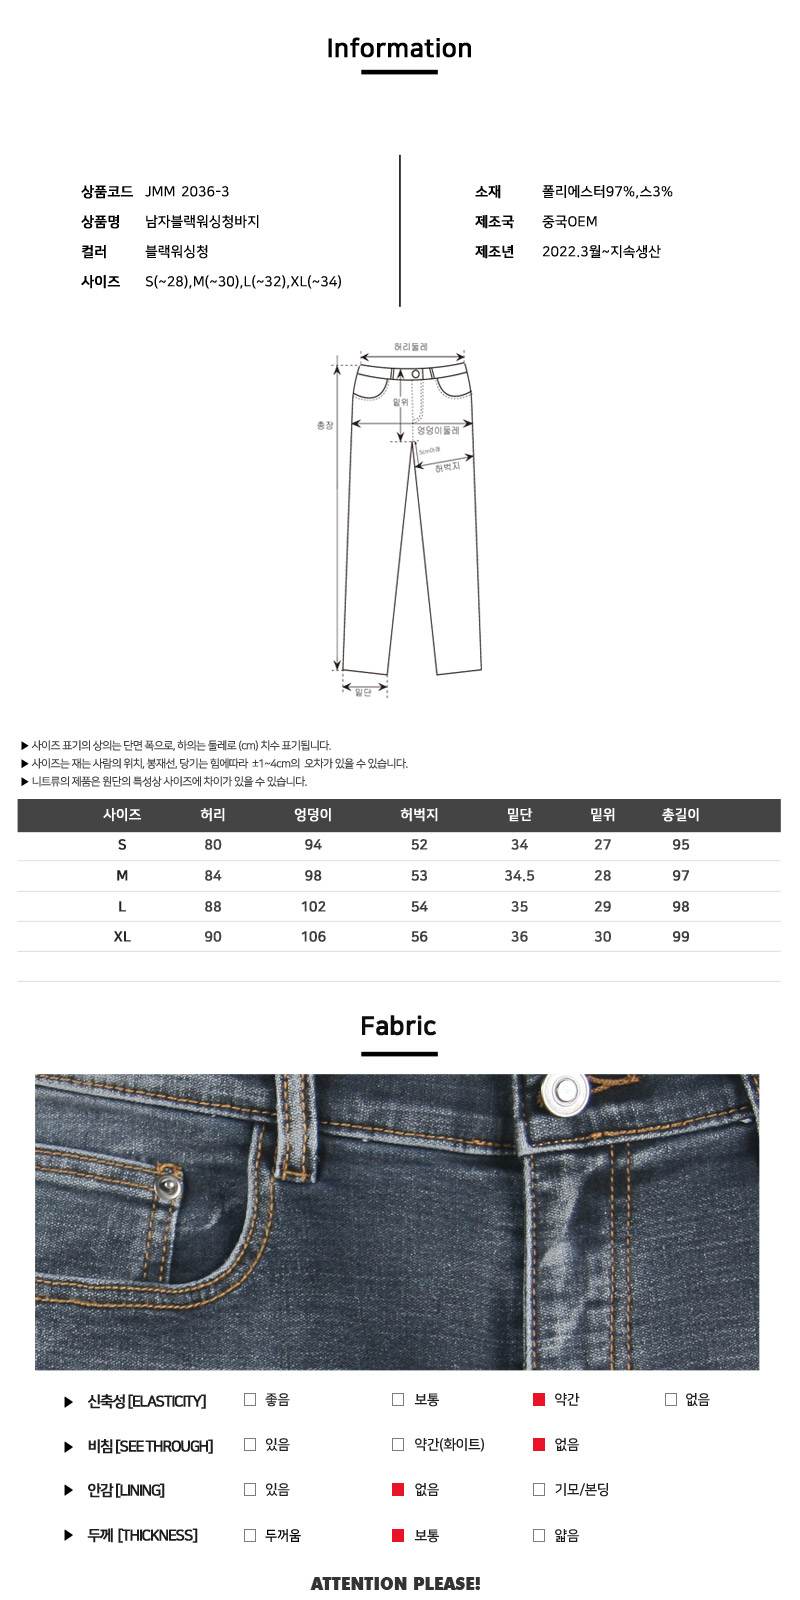 Information
상품코드 JMM 2036-3
상품명 남자블랙워싱청바지
컬러 블랙워싱청
사이즈 S(~28),M(~30),L(~32),XL(~34)
소재 폴리에스터97%,스3%
제조국 중국OEM
제조년 2022.3월~지속생산
허리둘레
밑위
총장
엉덩이둘레
5cm아래
허벅지
밑단
▶ 사이즈 표기의 상의는 단면 폭으로, 하의는 둘레로 (cm) 치수 표기됩니다.
▶ 사이즈는 재는 사람의 위치, 봉재선, 당기는 힘에따라 ±1~4cm의 오차가 있을 수 있습니다.
▶ 니트류의 제품은 원단의 특성상 사이즈에 차이가 있을 수 있습니다.
사이즈 허리 엉덩이 허벅지 밑단 밑위 총길이
S 80 94 52 34 27 95
M 84 98 53 34.5 28 97
L 88 102 54 35 29 98
XL 90 106 56 36 30 99
Fabric
▶ 신축성 [ELASTICITY] 좋음 보통 약간 없음
▶ 비침 [SEE THROUGH] 있음 약간(화이트) 없음
▶ 안감 [LINING] 있음 없음 기모/본딩
▶ 두께 [THICKNESS] 두꺼움 보통 얇음
ATTENTION PLEASE!